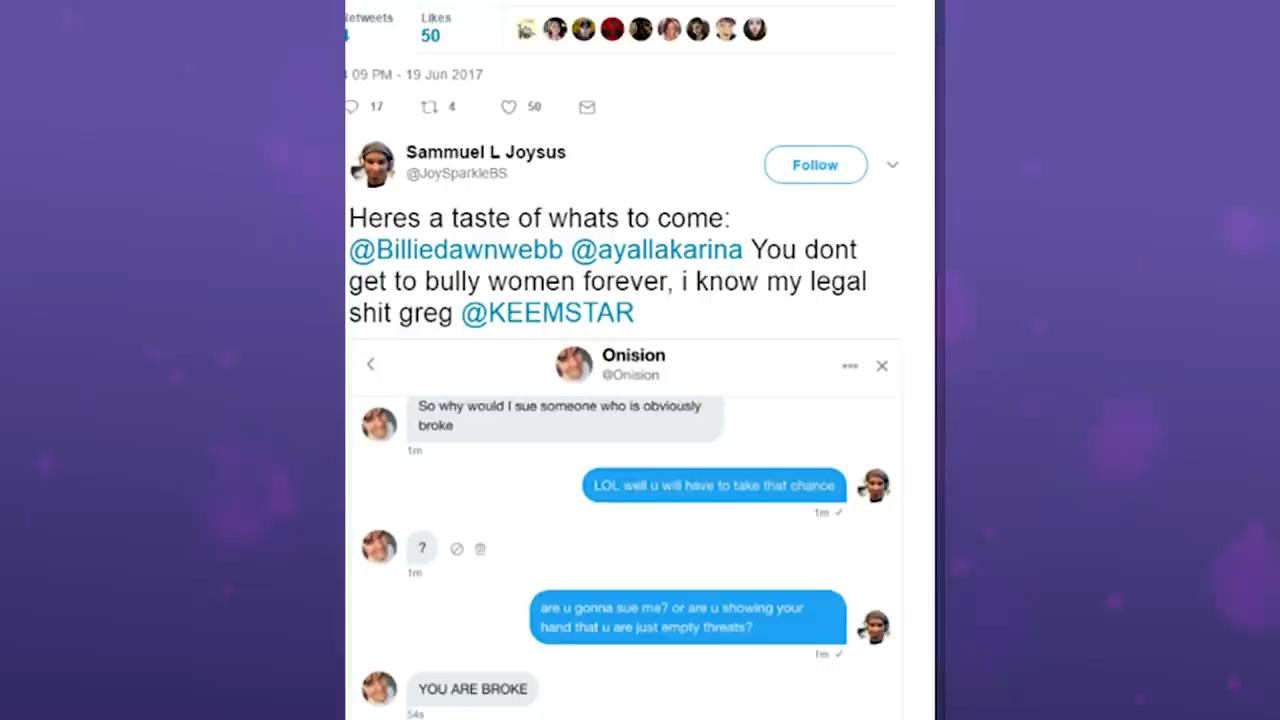 Retweets Likes
4 50
09 PM - 19 Jun 2017
17 4 50
Sammuel L Joysus
@JoySparkleBS
Follow
Heres a taste of whats to come:
@Billiedawnwebb @ayallakarina You dont
get to bully women forever, i know my legal
shit greg @KEEMSTAR
Onision
@Onision
So why would I sue someone who is obviously
broke
1m
LOL well u will have to take that chance
1m ✓
?
1m
are u gonna sue me? or are u showing your
hand that u are just empty threats?
1m ✓
YOU ARE BROKE
54s